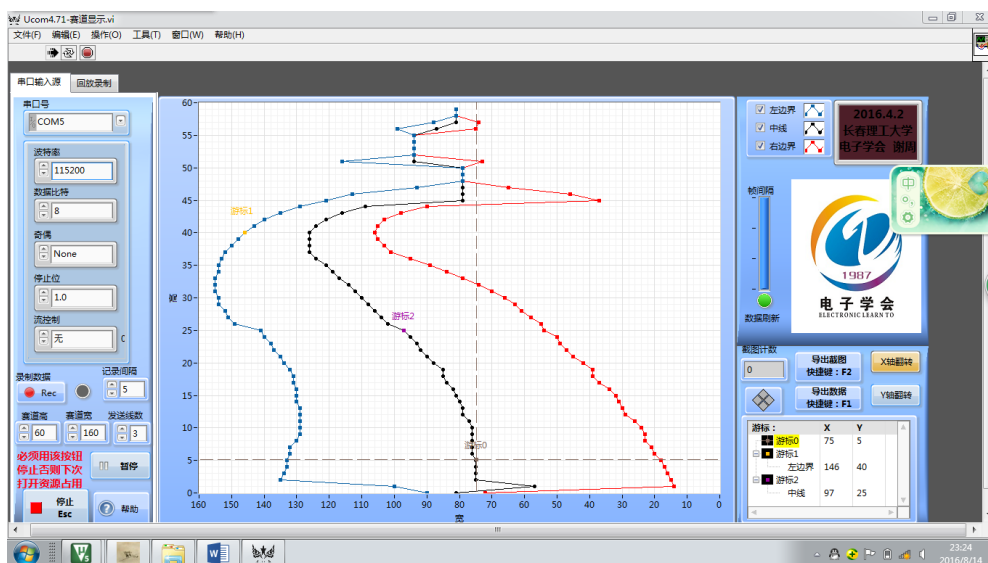 Ucom4.71-赛道显示.vi
文件(F) 编辑(E) 操作(O) 工具(T) 窗口(W) 帮助(H)
串口输入源 回放录制
串口号
COM5
波特率
115200
数据比特
8
奇偶
None
停止位
1.0
流控制
无
C
录制数据 记录间隔
Rec 5
赛道高 赛道宽 发送线数
60 160 3
必须用该按钮
停止否则下次
打开资源占用
暂停
停止
Esc
帮助
60
55
50
45
40
35
30
25
20
15
10
5
0
高
160 150 140 130 120 110 100 90 80 70 60 50 40 30 20 10 0
宽
游标1
游标2
游标0
左边界
中线
右边界
2016.4.2
长春理工大学
电子学会 谢周
中
帧间隔
数据刷新
1987
电子学会
ELECTRONIC LEARN TO
截图计数
0
导出截图
快捷键：F2
X轴翻转
导出数据
快捷键：F1
Y轴翻转
游标： X Y
游标0 75 5
游标1
左边界 146 40
游标2
中线 97 25
23:24
2016/8/14